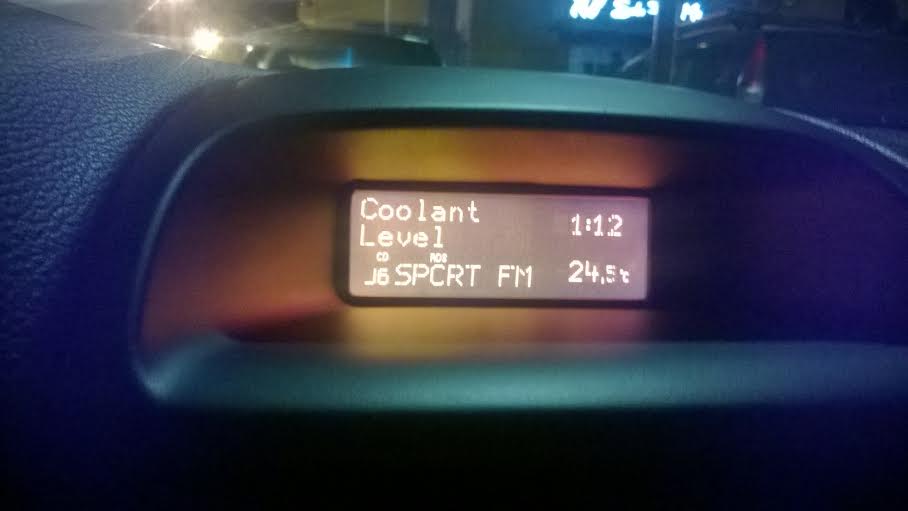 Coolant
Level
1:12
CD RDS
J6 SPORT FM
24.5℃